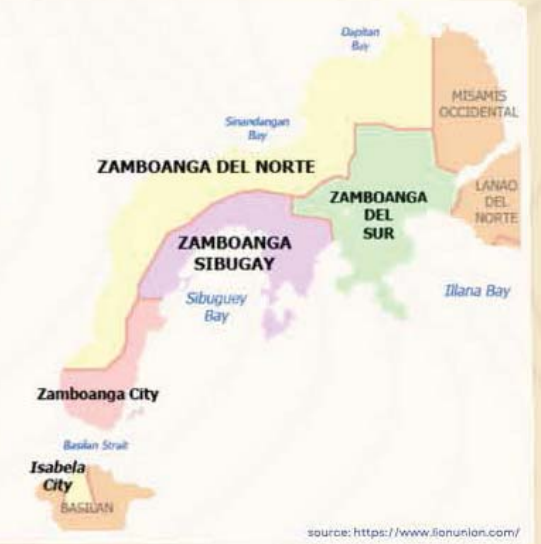 Dapitan
Bay
MISAMIS
OCCIDENTAL
Sinandangan
Bay
ZAMBOANGA DEL NORTE
ZAMBOANGA
DEL
SUR
LANAO
DEL
NORTE
ZAMBOANGA
SIBUGAY
Sibuguey
Bay
Illana Bay
Zamboanga City
Basilan Strait
Isabela
City
BASILAN
source: https://www.lionunion.com/